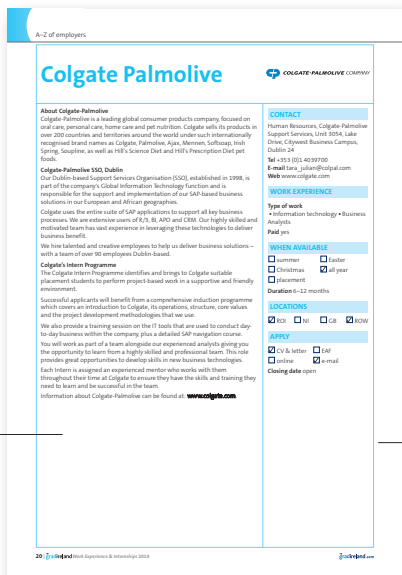 A–Z of employers
Colgate Palmolive
COLGATE-PALMOLIVE COMPANY
About Colgate-Palmolive
Colgate-Palmolive is a leading global consumer products company, focused on
oral care, personal care, home care and pet nutrition. Colgate sells its products in
over 200 countries and territories around the world under such internationally
recognised brand names as Colgate, Palmolive, Ajax, Mennen, Softsoap, Irish
Spring, Soupline, as well as Hill's Science Diet and Hill's Prescription Diet pet
foods.
Colgate-Palmolive SSO, Dublin
Our Dublin-based Support Services Organisation (SSO), established in 1998, is
part of the company's Global Information Technology function and is
responsible for the support and implementation of our SAP-based business
solutions in our European and African geographies.
Colgate uses the entire suite of SAP applications to support all key business
processes. We are extensive users of R/3, BI, APO and CRM. Our highly skilled and
motivated team has vast experience in leveraging these technologies to deliver
business benefit.
We hire talented and creative employees to help us deliver business solutions –
with a team of over 90 employees Dublin-based.
Colgate's Intern Programme
The Colgate Intern Programme identifies and brings to Colgate suitable
placement students to perform project-based work in a supportive and friendly
environment.
Successful applicants will benefit from a comprehensive induction programme
which covers an introduction to Colgate, its operations, structure, core values
and the project development methodologies that we use.
We also provide a training session on the IT tools that are used to conduct day-
to-day business within the company, plus a detailed SAP navigation course.
You will work as part of a team alongside our experienced analysts giving you
the opportunity to learn from a highly skilled and professional team. This role
provides great opportunities to develop skills in new business technologies.
Each Intern is assigned an experienced mentor who works with them
throughout their time at Colgate to ensure they have the skills and training they
need to learn and be successful in the team.
Information about Colgate-Palmolive can be found at: www.colgate.com
CONTACT
Human Resources, Colgate-Palmolive
Support Services, Unit 3054, Lake
Drive, Citywest Business Campus,
Dublin 24
Tel +353 (0)1 4039700
E-mail tara_julian@colpal.com
Web www.colgate.com
WORK EXPERIENCE
Type of work
• Information technology • Business
Analysts
Paid yes
WHEN AVAILABLE
summer Easter
Christmas all year
placement
Duration 6–12 months
LOCATIONS
ROI NI GB ROW
APPLY
CV & letter EAF
online e-mail
Closing date open
20 | gradireland Work Experience & Internships 2010
gradireland.com